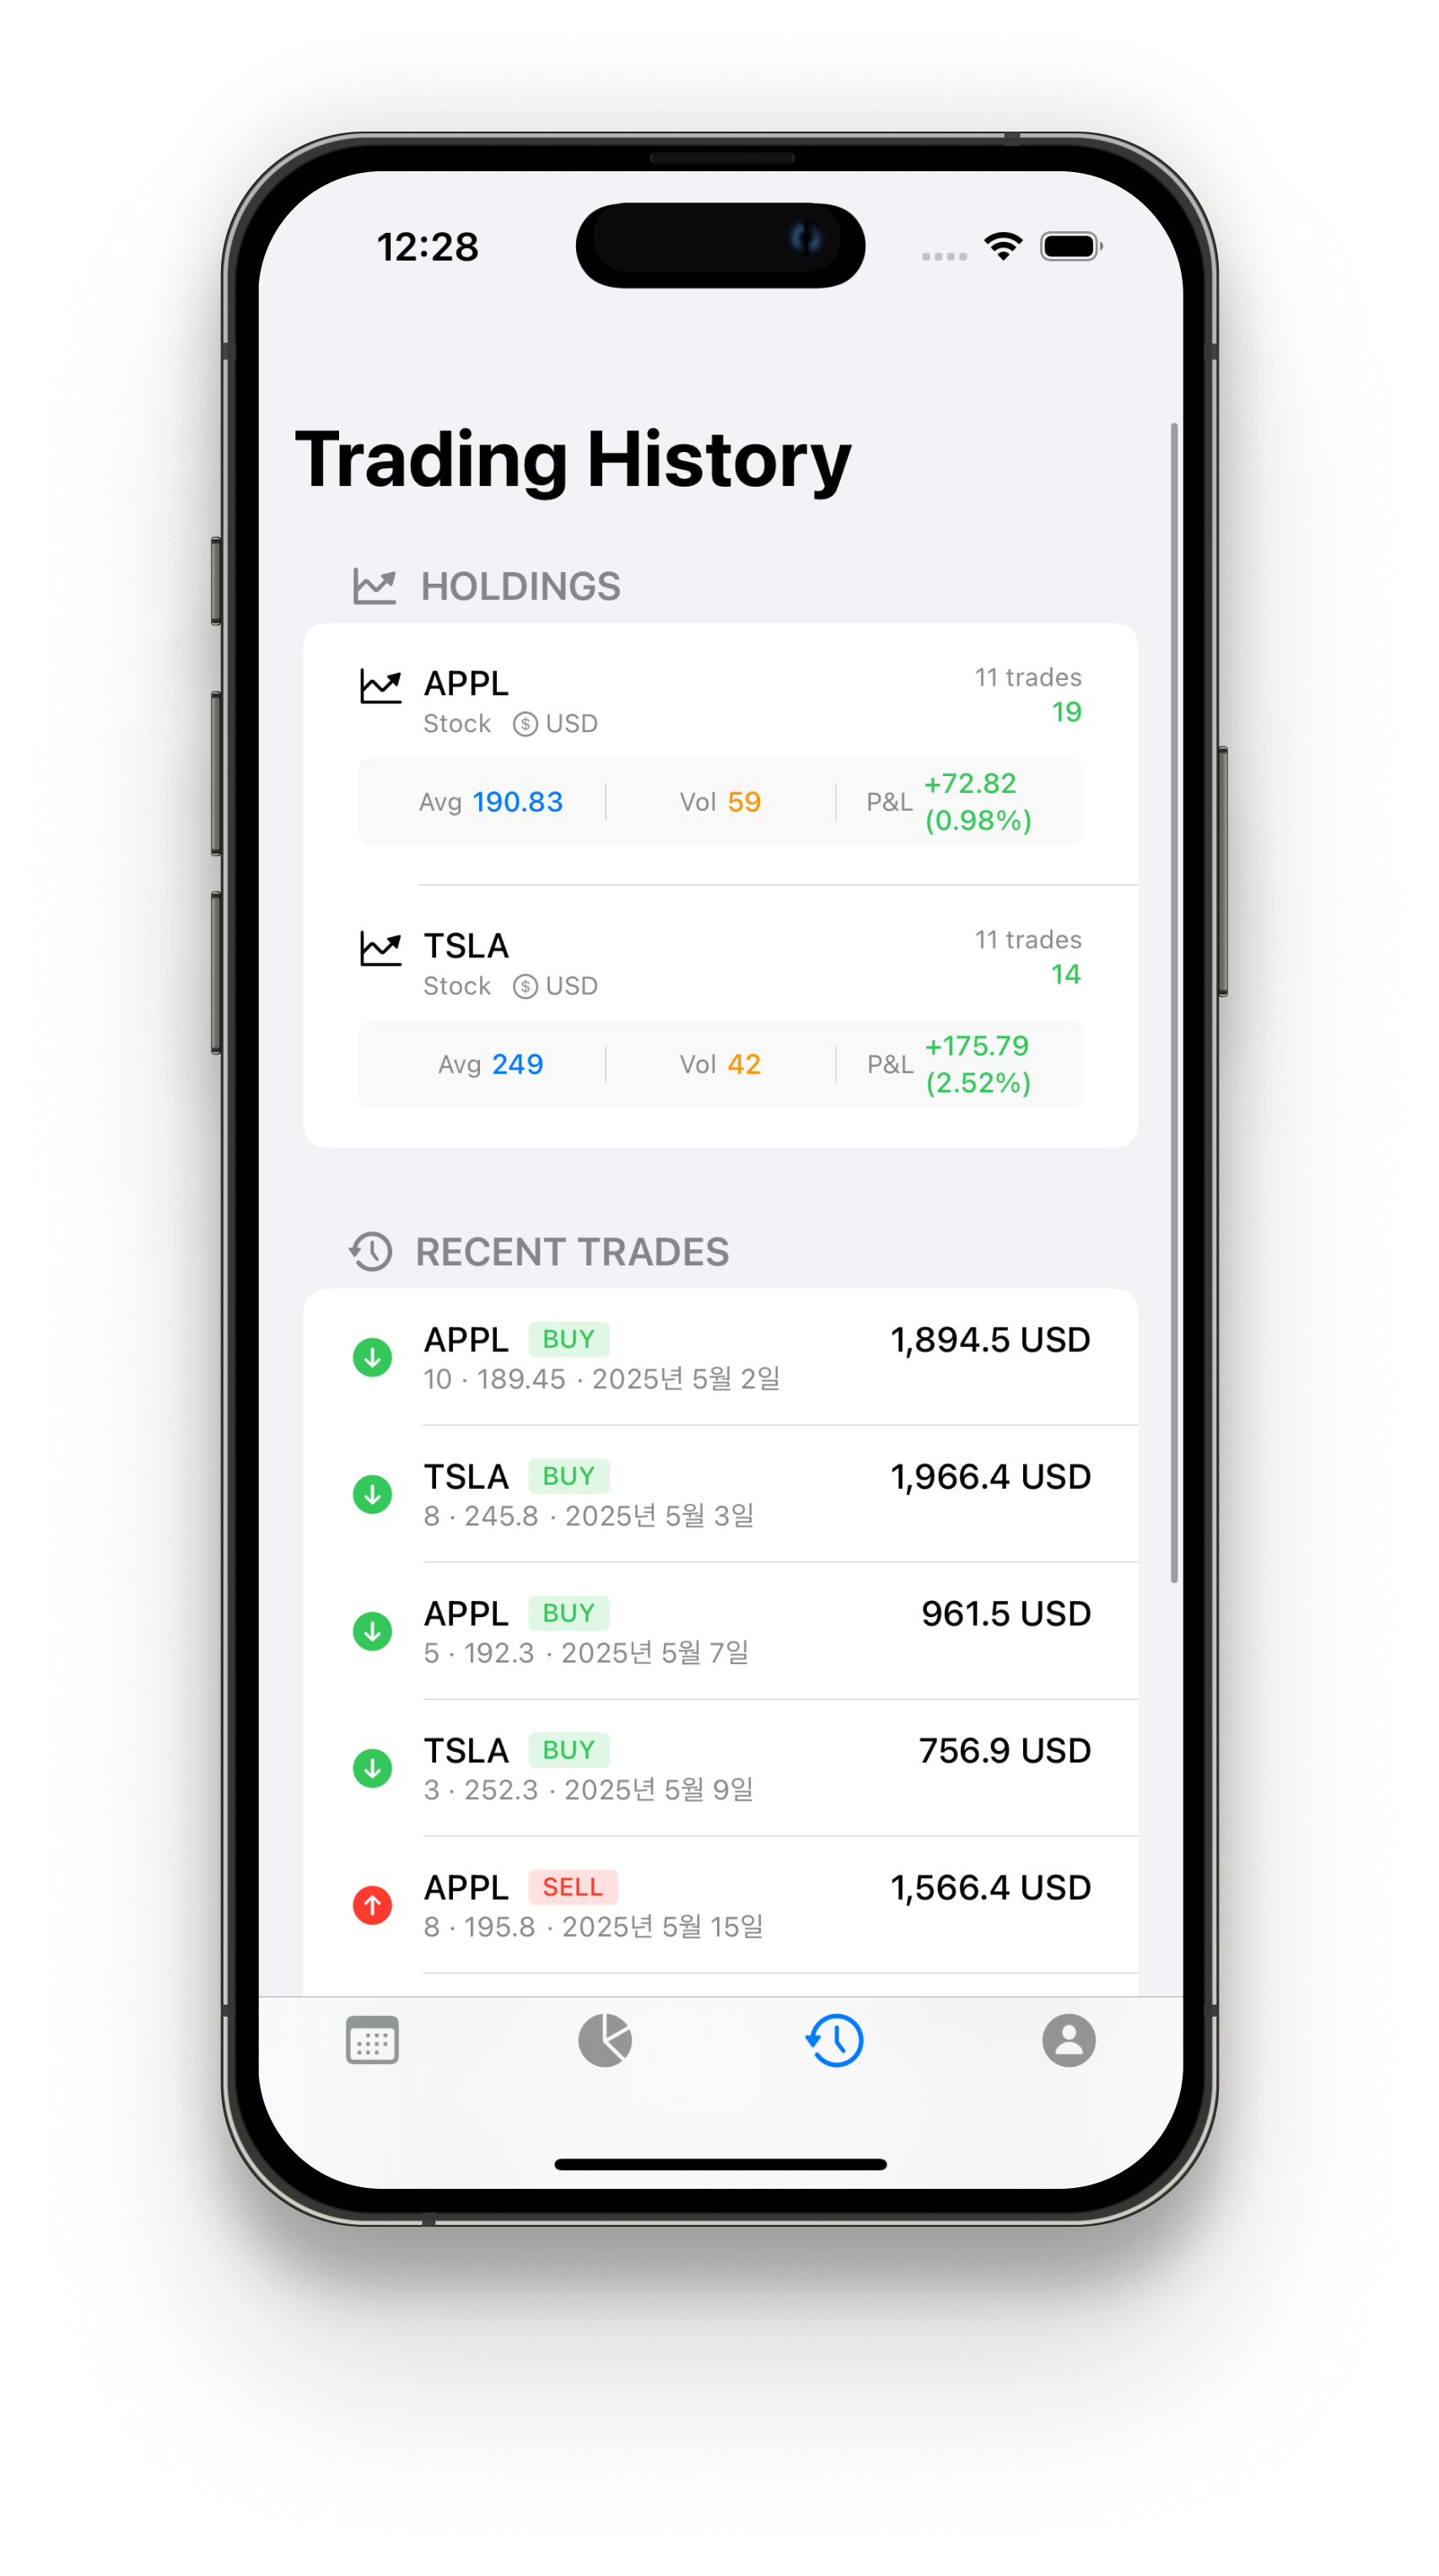 12:28
Trading History
HOLDINGS
APPL
11 trades
Stock $ USD
19
Avg 190.83
Vol 59
P&L +72.82
(0.98%)
TSLA
11 trades
Stock $ USD
14
Avg 249
Vol 42
P&L +175.79
(2.52%)
RECENT TRADES
APPL BUY 1,894.5 USD
10 · 189.45 · 2025년 5월 2일
TSLA BUY 1,966.4 USD
8 · 245.8 · 2025년 5월 3일
APPL BUY 961.5 USD
5 · 192.3 · 2025년 5월 7일
TSLA BUY 756.9 USD
3 · 252.3 · 2025년 5월 9일
APPL SELL 1,566.4 USD
8 · 195.8 · 2025년 5월 15일